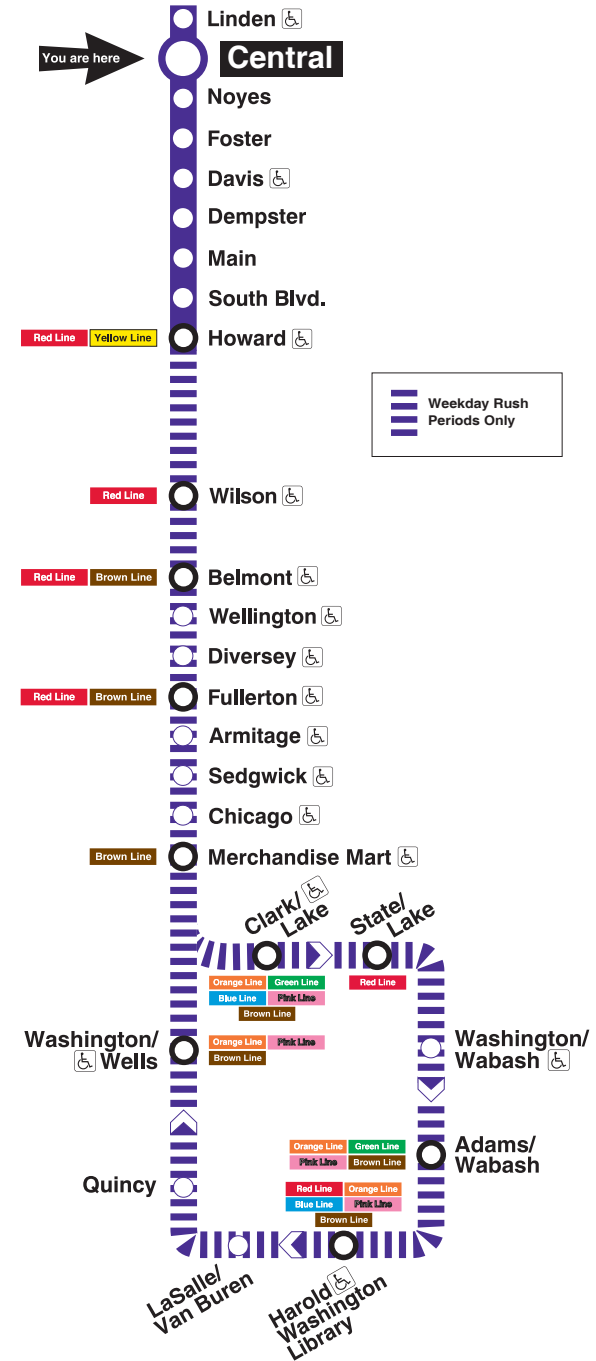 Linden
You are here
Central
Noyes
Foster
Davis
Dempster
Main
South Blvd.
Red Line Yellow Line Howard
Weekday Rush
Periods Only
Red Line Wilson
Red Line Brown Line Belmont
Wellington
Diversey
Red Line Brown Line Fullerton
Armitage
Sedgwick
Chicago
Brown Line Merchandise Mart
Clark/
Lake
State/
Lake
Orange Line Green Line
Blue Line Pink Line
Brown Line
Red Line
Washington/
Wells
Orange Line Pink Line
Brown Line
Washington/
Wabash
Orange Line Green Line
Pink Line Brown Line
Adams/
Wabash
Quincy
Red Line Orange Line
Blue Line Pink Line
Brown Line
LaSalle/
Van Buren
Harold
Washington
Library